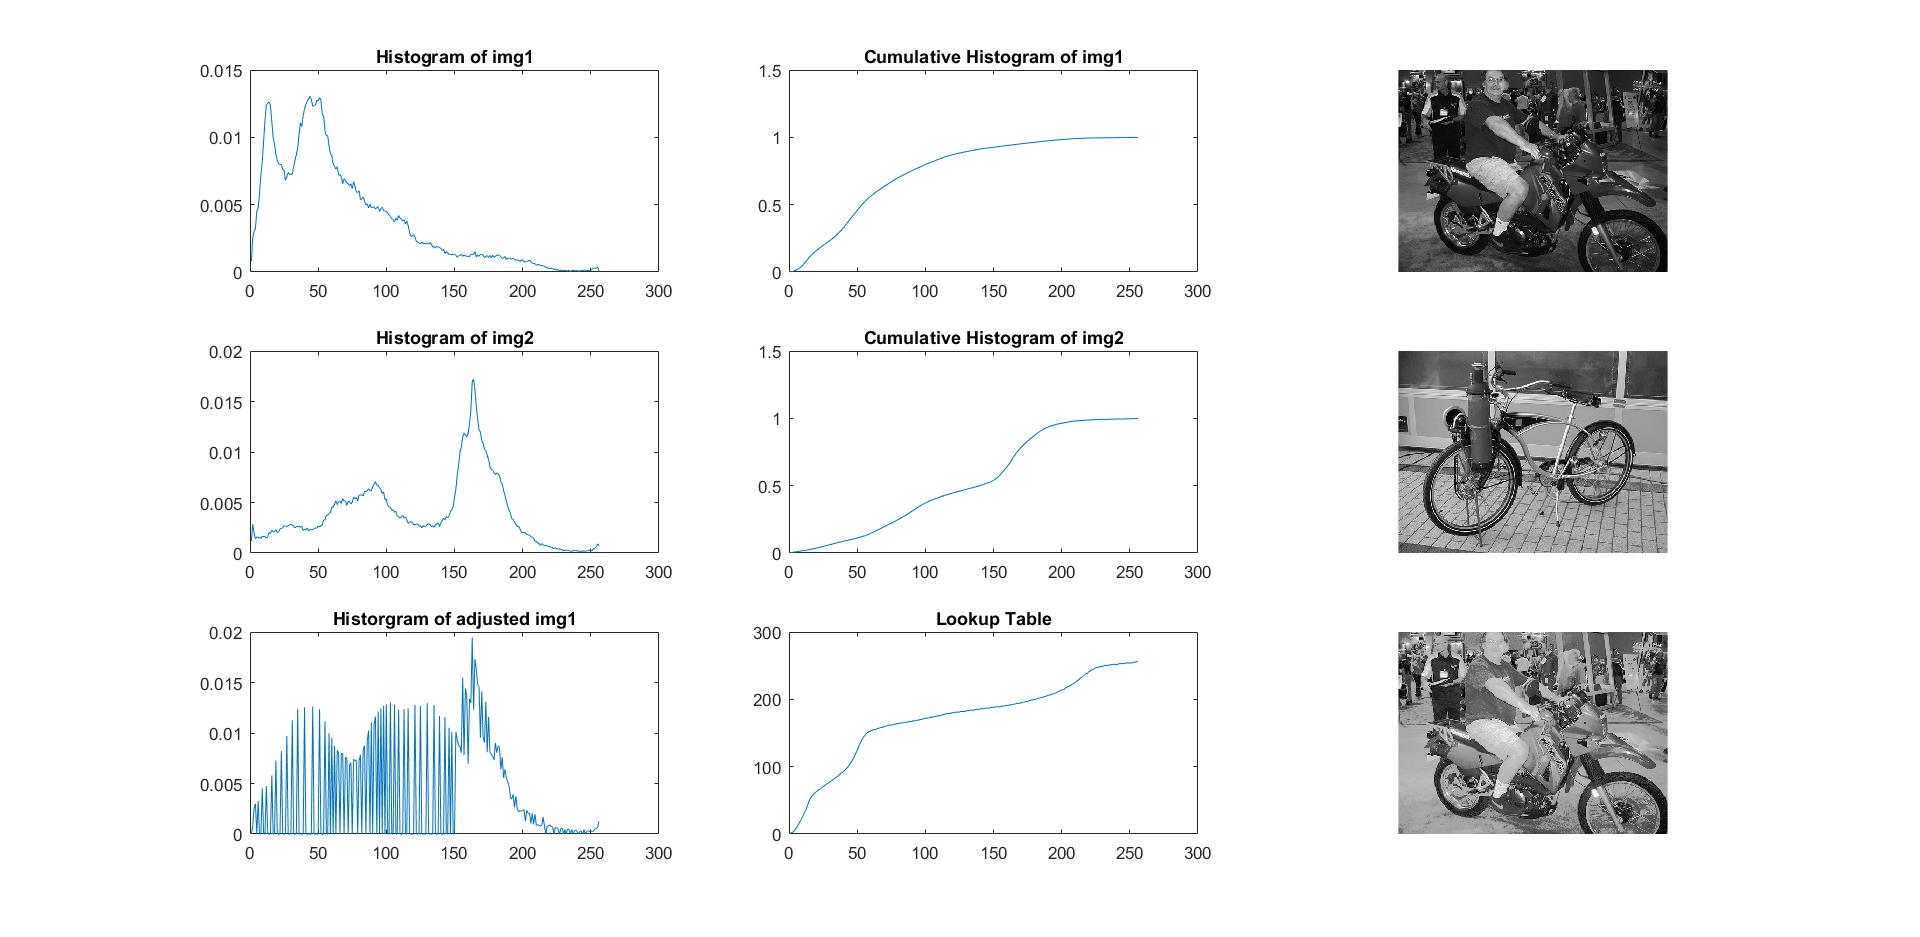 Histogram of img1
0.015
0.01
0.005
0
0 50 100 150 200 250 300
Cumulative Histogram of img1
1.5
1
0.5
0
0 50 100 150 200 250 300
Histogram of img2
0.02
0.015
0.01
0.005
0
0 50 100 150 200 250 300
Cumulative Histogram of img2
1.5
1
0.5
0
0 50 100 150 200 250 300
Historgram of adjusted img1
0.02
0.015
0.01
0.005
0
0 50 100 150 200 250 300
Lookup Table
300
200
100
0
0 50 100 150 200 250 300